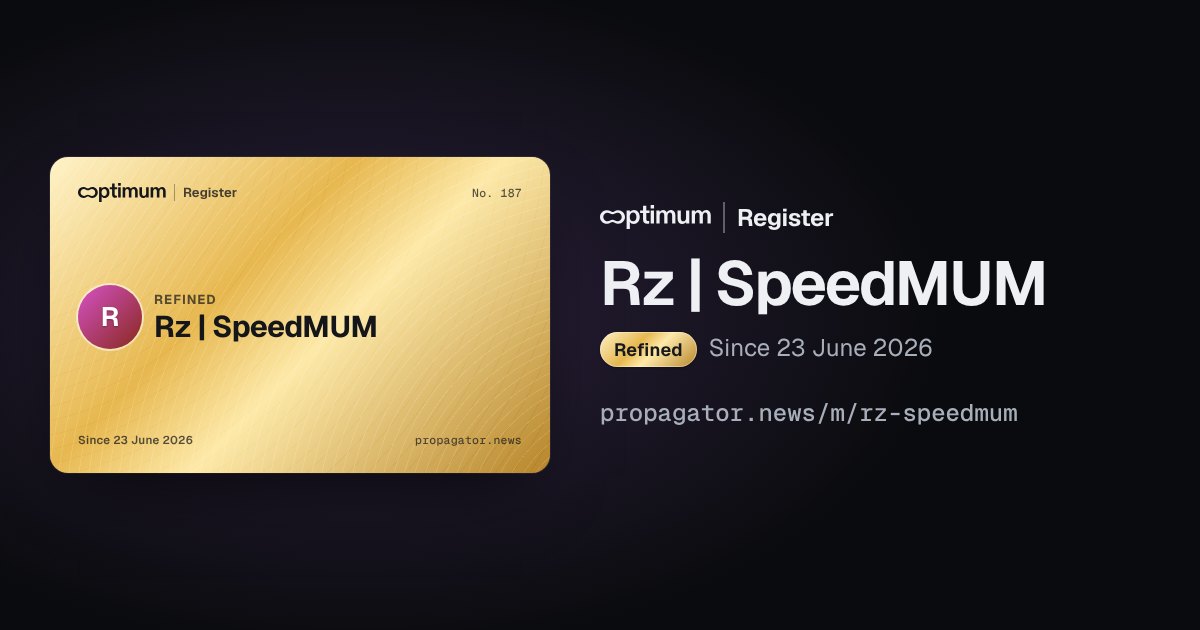 optimum | Register
No. 187
R
REFINED
Rz | SpeedMUM
Since 23 June 2026
propagator.news
optimum | Register
Rz | SpeedMUM
Refined Since 23 June 2026
propagator.news/m/rz-speedmum